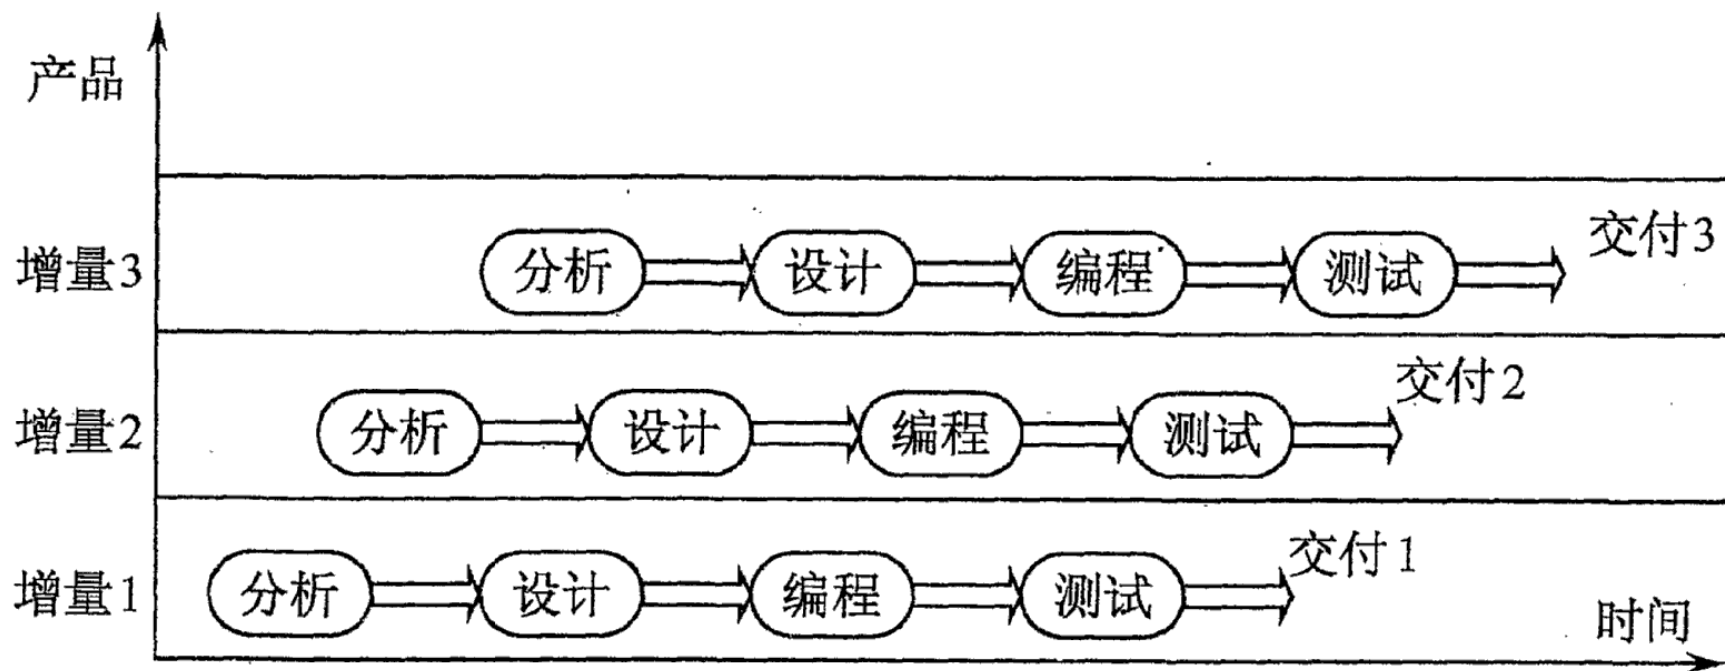 产品
增量3 分析 设计 编程 测试 交付3
增量2 分析 设计 编程 测试 交付2
增量1 分析 设计 编程 测试 交付1
时间